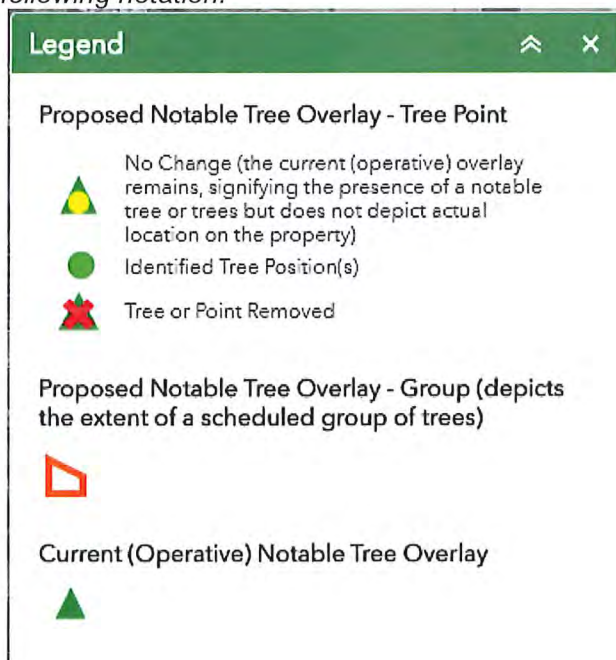 following notation:
Legend
Proposed Notable Tree Overlay - Tree Point
No Change (the current (operative) overlay
remains, signifying the presence of a notable
tree or trees but does not depict actual
location on the property)
Identified Tree Position(s)
Tree or Point Removed
Proposed Notable Tree Overlay - Group (depicts
the extent of a scheduled group of trees)
Current (Operative) Notable Tree Overlay